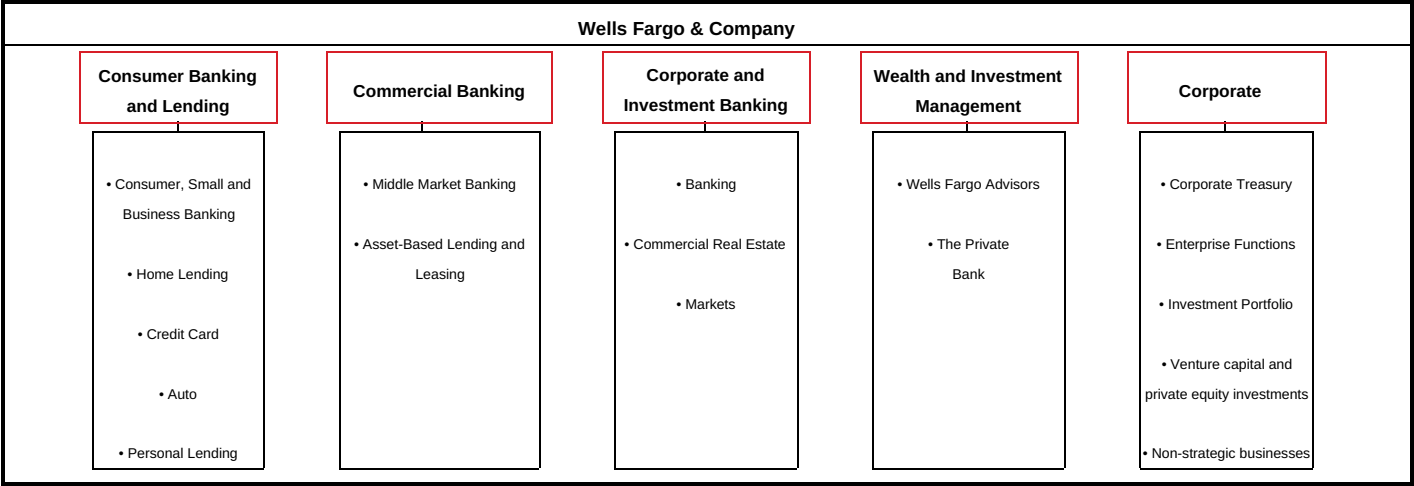 Wells Fargo & Company
Consumer Banking
and Lending
• Consumer, Small and
Business Banking
• Home Lending
• Credit Card
• Auto
• Personal Lending
Commercial Banking
• Middle Market Banking
• Asset-Based Lending and
Leasing
Corporate and
Investment Banking
• Banking
• Commercial Real Estate
• Markets
Wealth and Investment
Management
• Wells Fargo Advisors
• The Private
Bank
Corporate
• Corporate Treasury
• Enterprise Functions
• Investment Portfolio
• Venture capital and
private equity investments
• Non-strategic businesses